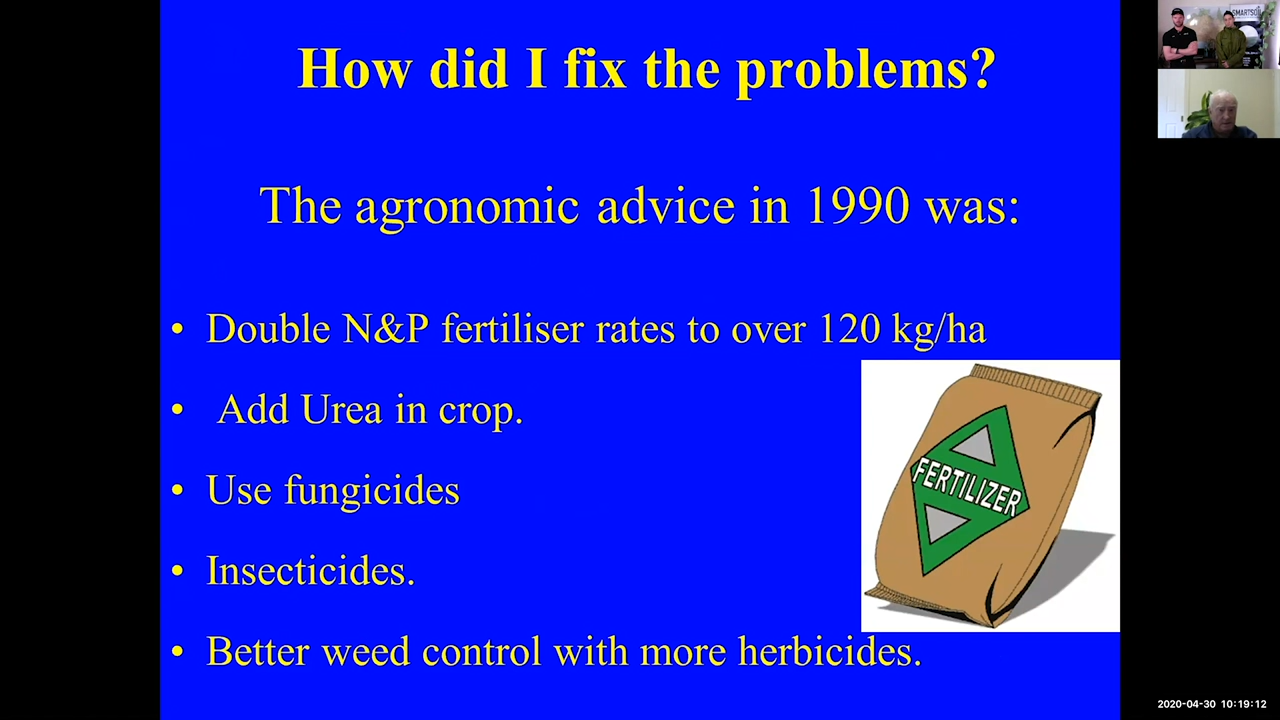 How did I fix the problems?
The agronomic advice in 1990 was:
• Double N&P fertiliser rates to over 120 kg/ha
• Add Urea in crop.
• Use fungicides
• Insecticides.
• Better weed control with more herbicides.
FERTILIZER
SMARTSOIL
2020-04-30 10:19:12